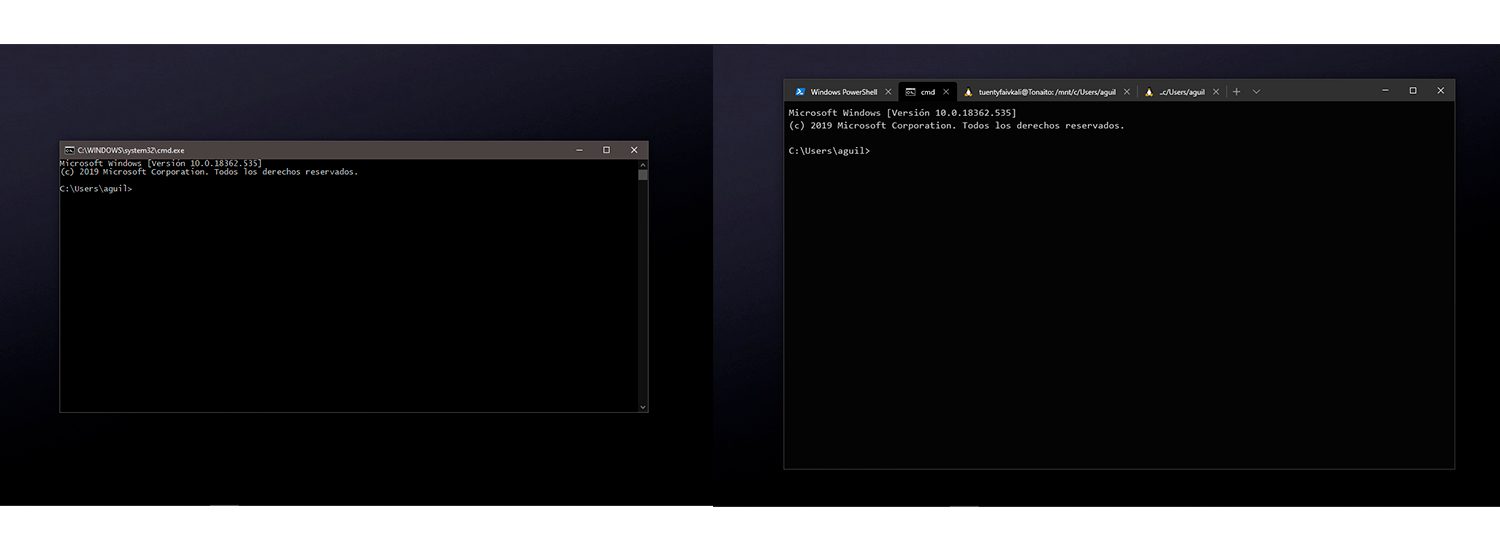 C:\WINDOWS\system32\cmd.exe
Microsoft Windows [Versión 10.0.18362.535]
(c) 2019 Microsoft Corporation. Todos los derechos reservados.
C:\Users\aguil>
Windows PowerShell cmd tuentyfaivkali@Tonaito: /mnt/c/Users/aguil ..c/Users/aguil
Microsoft Windows [Versión 10.0.18362.535]
(c) 2019 Microsoft Corporation. Todos los derechos reservados.
C:\Users\aguil>